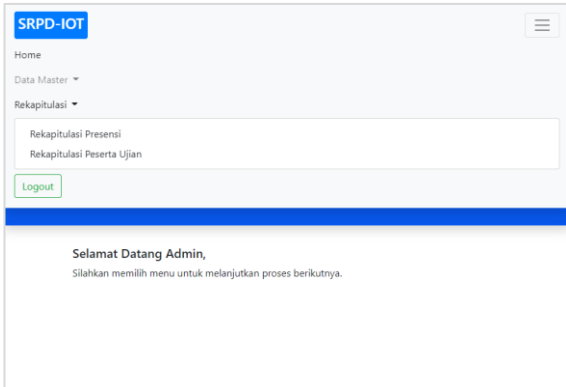 SRPD-IOT
Home
Data Master
Rekapitulasi
Rekapitulasi Presensi
Rekapitulasi Peserta Ujian
Logout
Selamat Datang Admin,
Silahkan memilih menu untuk melanjutkan proses berikutnya.